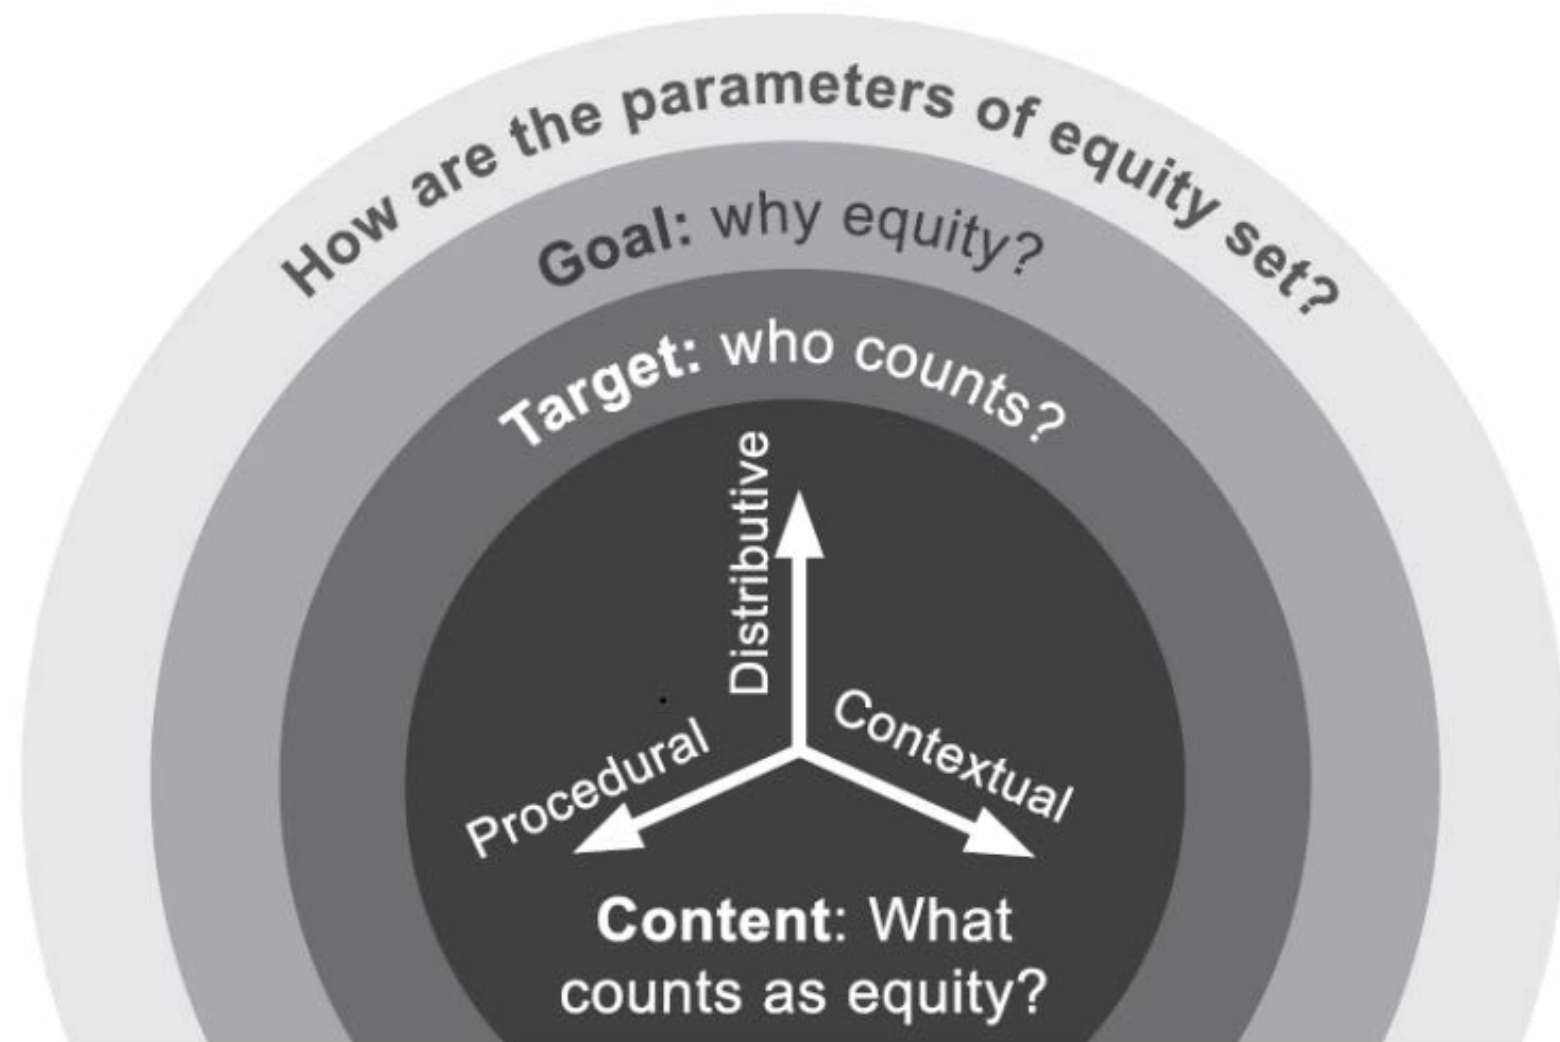 How are the parameters of equity set?
Goal: why equity?
Target: who counts?
Distributive
Procedural
Contextual
Content: What
counts as equity?